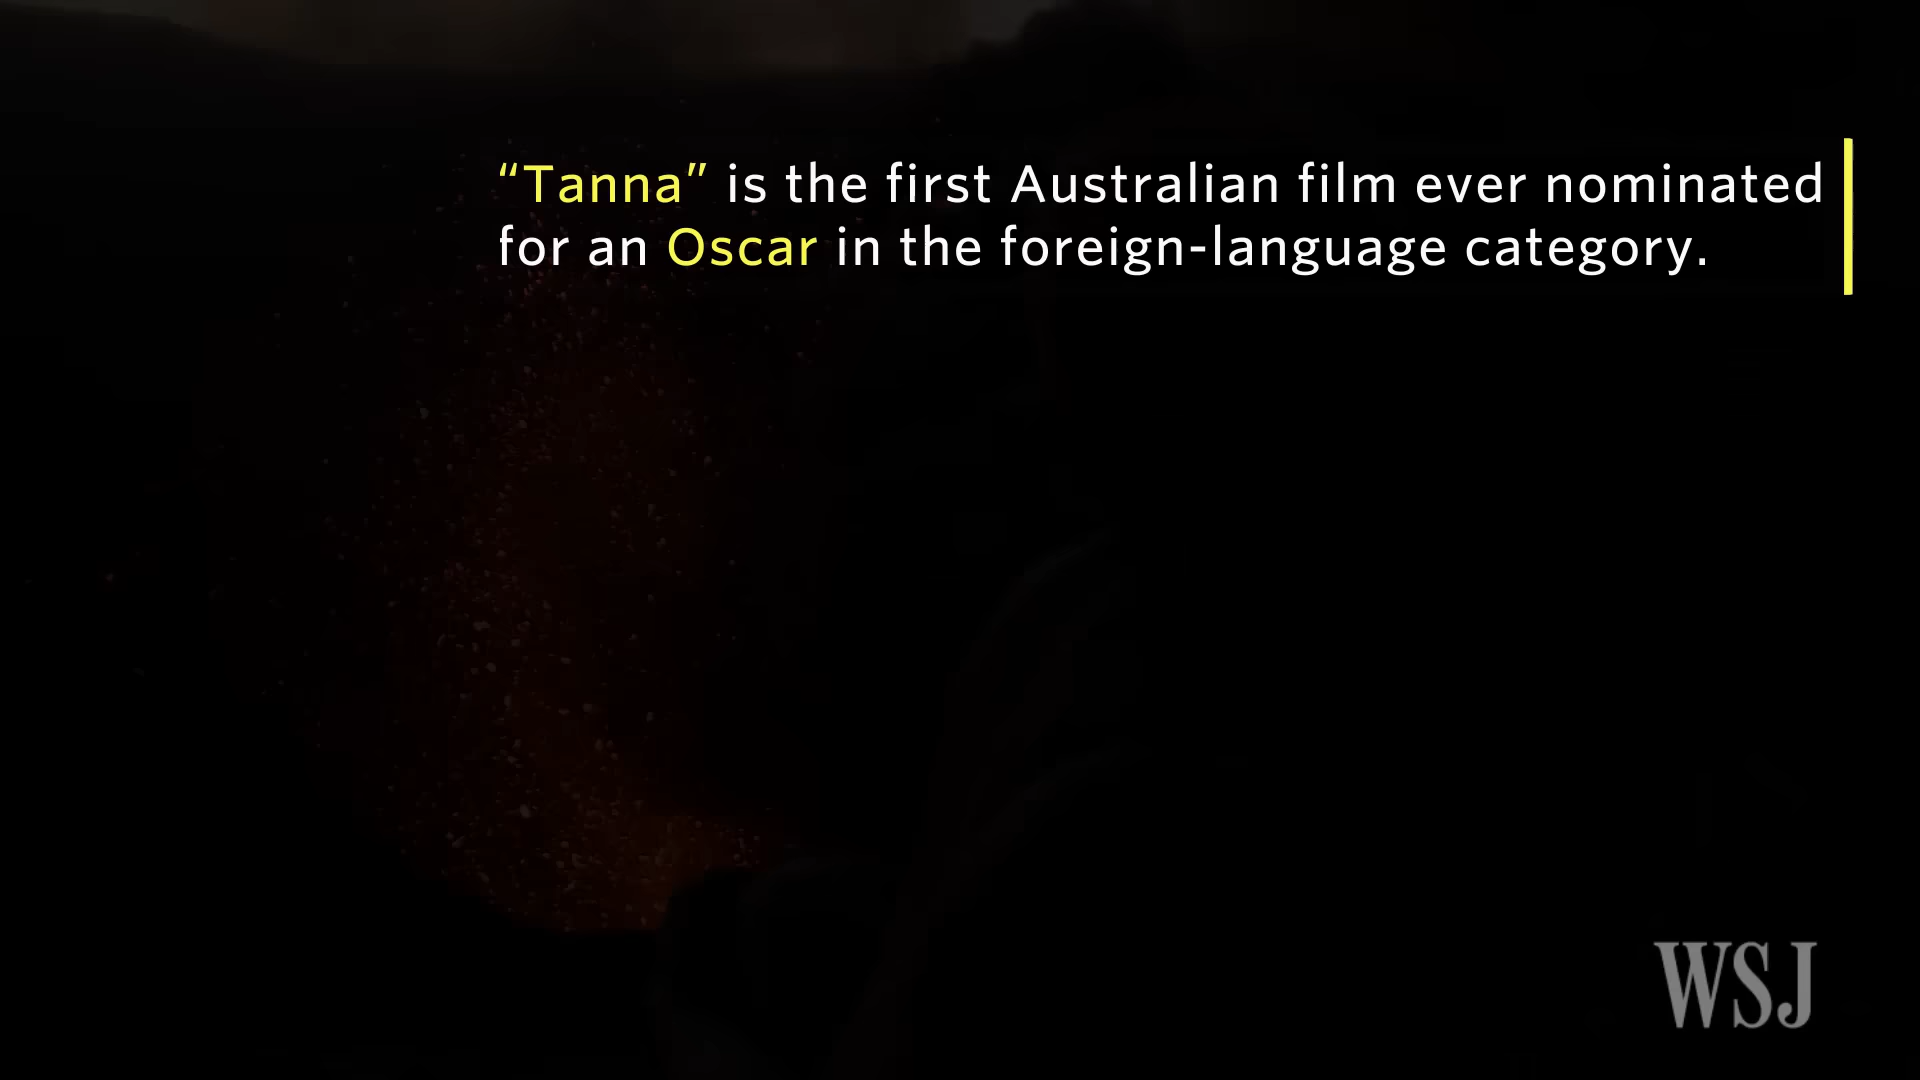 “Tanna” is the first Australian film ever nominated
for an Oscar in the foreign-language category.
WSJ